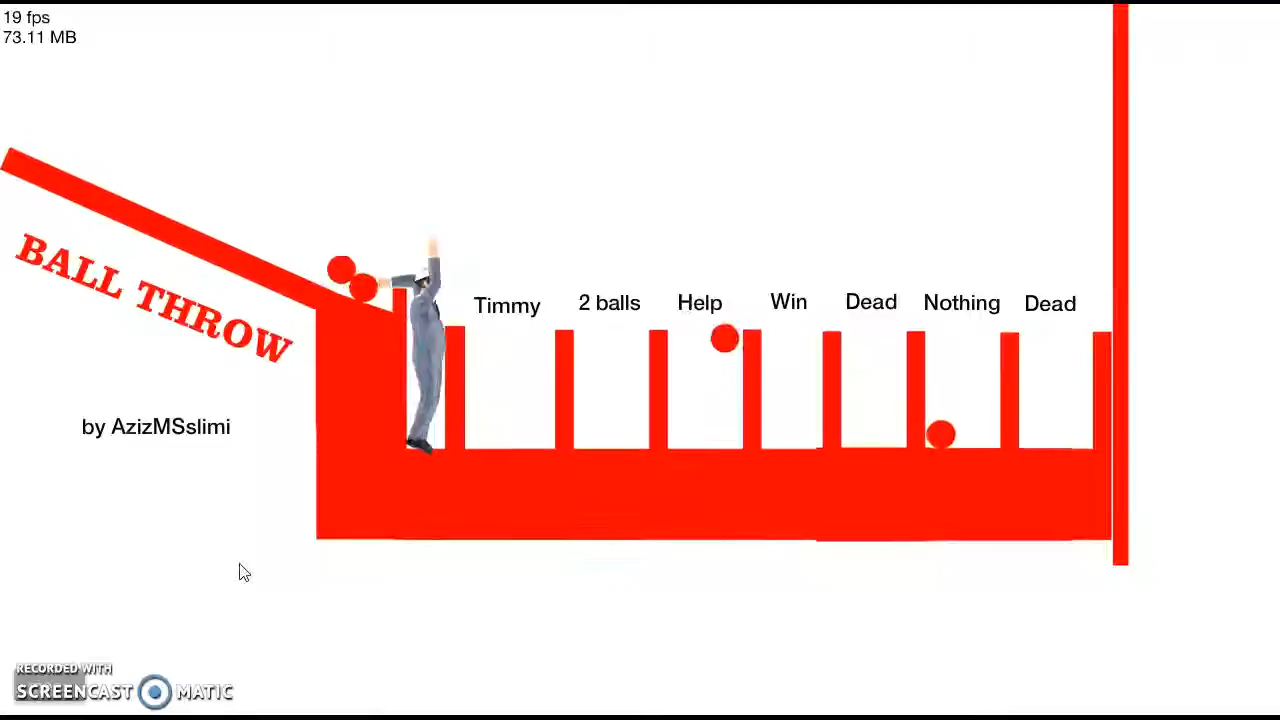 19 fps
73.11 MB
BALL THROW
Timmy 2 balls Help Win Dead Nothing Dead
by AzizMSslimi
RECORDED WITH
SCREENCAST MATIC